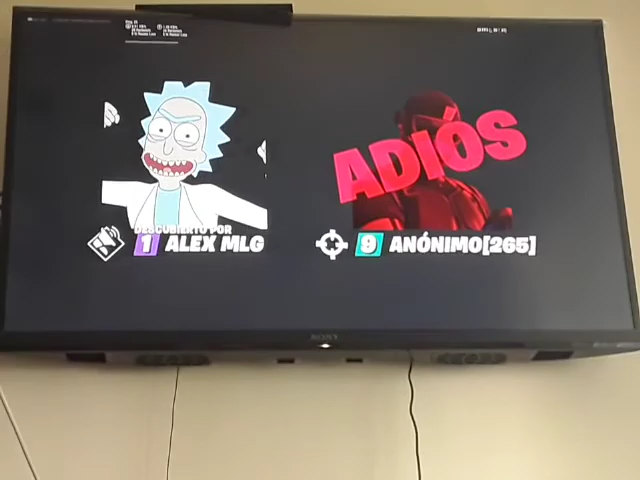 ADIÓS
DESCUBIERTO POR
1 ALEX MLG
9 ANÓNIMO[265]
SONY